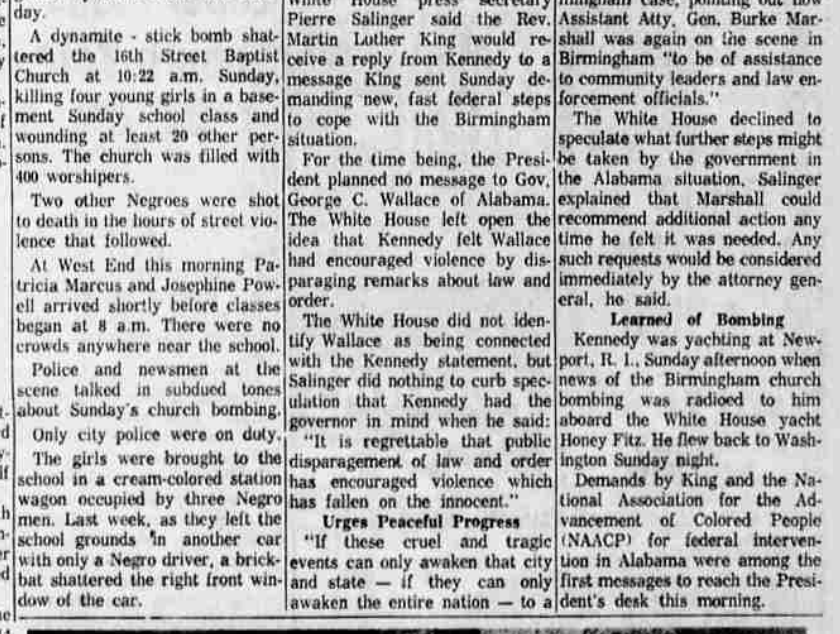 day.
A dynamite - stick bomb shat-
tered the 16th Street Baptist
Church at 10:22 a.m. Sunday,
killing four young girls in a base-
ment Sunday school class and
wounding at least 20 other per-
sons. The church was filled with
400 worshipers.
Two other Negroes were shot
to death in the hours of street vio-
lence that followed.
At West End this morning Pa-
tricia Marcus and Josephine Pow-
ell arrived shortly before classes
began at 8 a.m. There were no
crowds anywhere near the school.
Police and newsmen at the
scene talked in subdued tones
about Sunday's church bombing.
Only city police were on duty.
The girls were brought to the
school in a cream-colored station
wagon occupied by three Negro
men. Last week, as they left the
school grounds in another car
with only a Negro driver, a brick-
bat shattered the right front win-
dow of the car.
White House press secretary
Pierre Salinger said the Rev.
Martin Luther King would re-
ceive a reply from Kennedy to a
message King sent Sunday de-
manding new, fast federal steps
to cope with the Birmingham
situation.
For the time being, the Presi-
dent planned no message to Gov.
George C. Wallace of Alabama.
The White House left open the
idea that Kennedy felt Wallace
had encouraged violence by dis-
paraging remarks about law and
order.
The White House did not iden-
tify Wallace as being connected
with the Kennedy statement, but
Salinger did nothing to curb spec-
ulation that Kennedy had the
governor in mind when he said:
"It is regrettable that public
disparagement of law and order
has encouraged violence which
has fallen on the innocent."
Urges Peaceful Progress
"If these cruel and tragic
events can only awaken that city
and state — if they can only
awaken the entire nation — to a
mingham case, pointing out how
Assistant Atty. Gen. Burke Mar-
shall was again on the scene in
Birmingham "to be of assistance
to community leaders and law en-
forcement officials."
The White House declined to
speculate what further steps might
be taken by the government in
the Alabama situation. Salinger
explained that Marshall could
recommend additional action any
time he felt it was needed. Any
such requests would be considered
immediately by the attorney gen-
eral, he said.
Learned of Bombing
Kennedy was yachting at New-
port, R. I., Sunday afternoon when
news of the Birmingham church
bombing was radioed to him
aboard the White House yacht
Honey Fitz. He flew back to Wash-
ington Sunday night.
Demands by King and the Na-
tional Association for the Ad-
vancement of Colored People
(NAACP) for federal interven-
tion in Alabama were among the
first messages to reach the Presi-
dent's desk this morning.